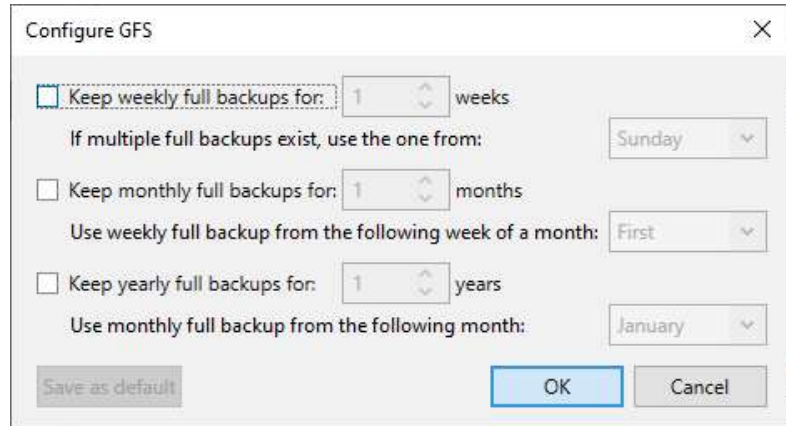 Configure GFS
Keep weekly full backups for: 1 weeks
If multiple full backups exist, use the one from: Sunday
Keep monthly full backups for: 1 months
Use weekly full backup from the following week of a month: First
Keep yearly full backups for: 1 years
Use monthly full backup from the following month: January
Save as default OK Cancel